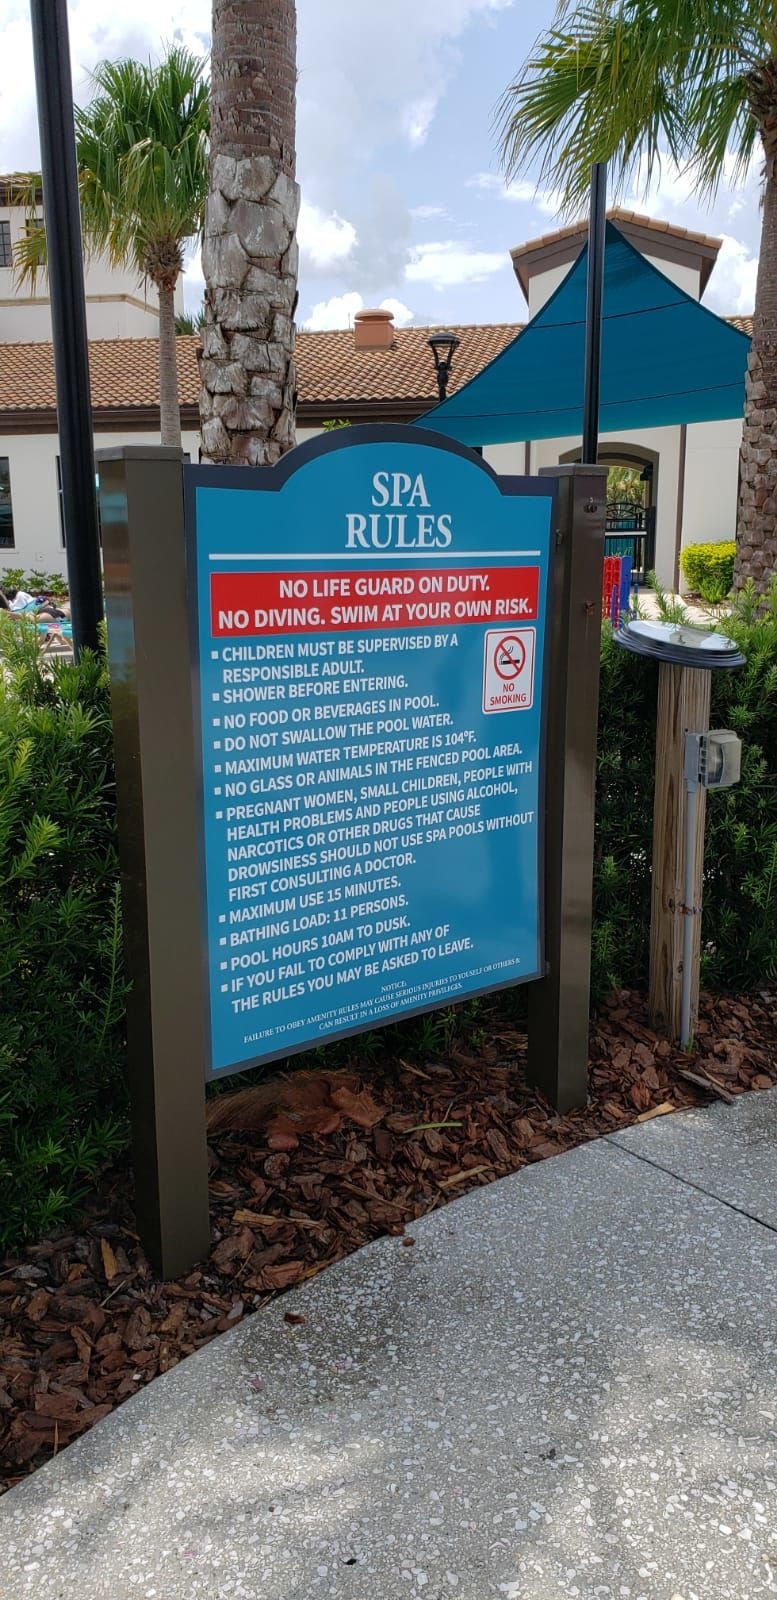 SPA
RULES
NO LIFE GUARD ON DUTY.
NO DIVING. SWIM AT YOUR OWN RISK.
▪ CHILDREN MUST BE SUPERVISED BY A
RESPONSIBLE ADULT.
▪ SHOWER BEFORE ENTERING.
▪ NO FOOD OR BEVERAGES IN POOL.
▪ DO NOT SWALLOW THE POOL WATER.
▪ MAXIMUM WATER TEMPERATURE IS 104°F.
▪ NO GLASS OR ANIMALS IN THE FENCED POOL AREA.
▪ PREGNANT WOMEN, SMALL CHILDREN, PEOPLE WITH
HEALTH PROBLEMS AND PEOPLE USING ALCOHOL,
NARCOTICS OR OTHER DRUGS THAT CAUSE
DROWSINESS SHOULD NOT USE SPA POOLS WITHOUT
FIRST CONSULTING A DOCTOR.
▪ MAXIMUM USE 15 MINUTES.
▪ BATHING LOAD: 11 PERSONS.
▪ POOL HOURS 10AM TO DUSK.
▪ IF YOU FAIL TO COMPLY WITH ANY OF
THE RULES YOU MAY BE ASKED TO LEAVE.
NO
SMOKING
NOTICE:
FAILURE TO OBEY AMENITY RULES MAY CAUSE SERIOUS INJURIES TO YOUSELF OR OTHERS &
CAN RESULT IN A LOSS OF AMENITY PRIVILEGES.